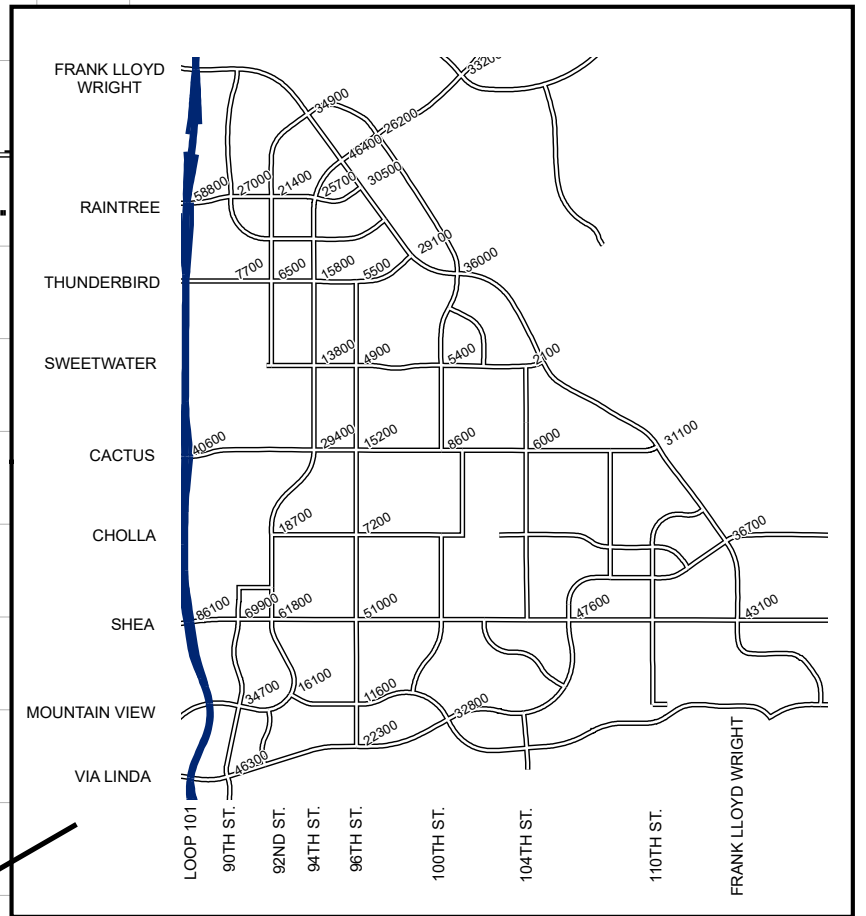 FRANK LLOYD
WRIGHT
33200
34900
26200
46400
RAINTREE
58800
27000
21400
25700
30500
29100
THUNDERBIRD
7700
6500
15800
5500
36000
SWEETWATER
13800
4900
5400
2100
CACTUS
40600
29400
15200
8600
6000
31100
CHOLLA
18700
7200
36700
SHEA
86100
69900
61800
51000
47600
43100
MOUNTAIN VIEW
34700
16100
11600
32800
22300
VIA LINDA
46300
LOOP 101
90TH ST.
92ND ST.
94TH ST.
96TH ST.
100TH ST.
104TH ST.
110TH ST.
FRANK LLOYD WRIGHT